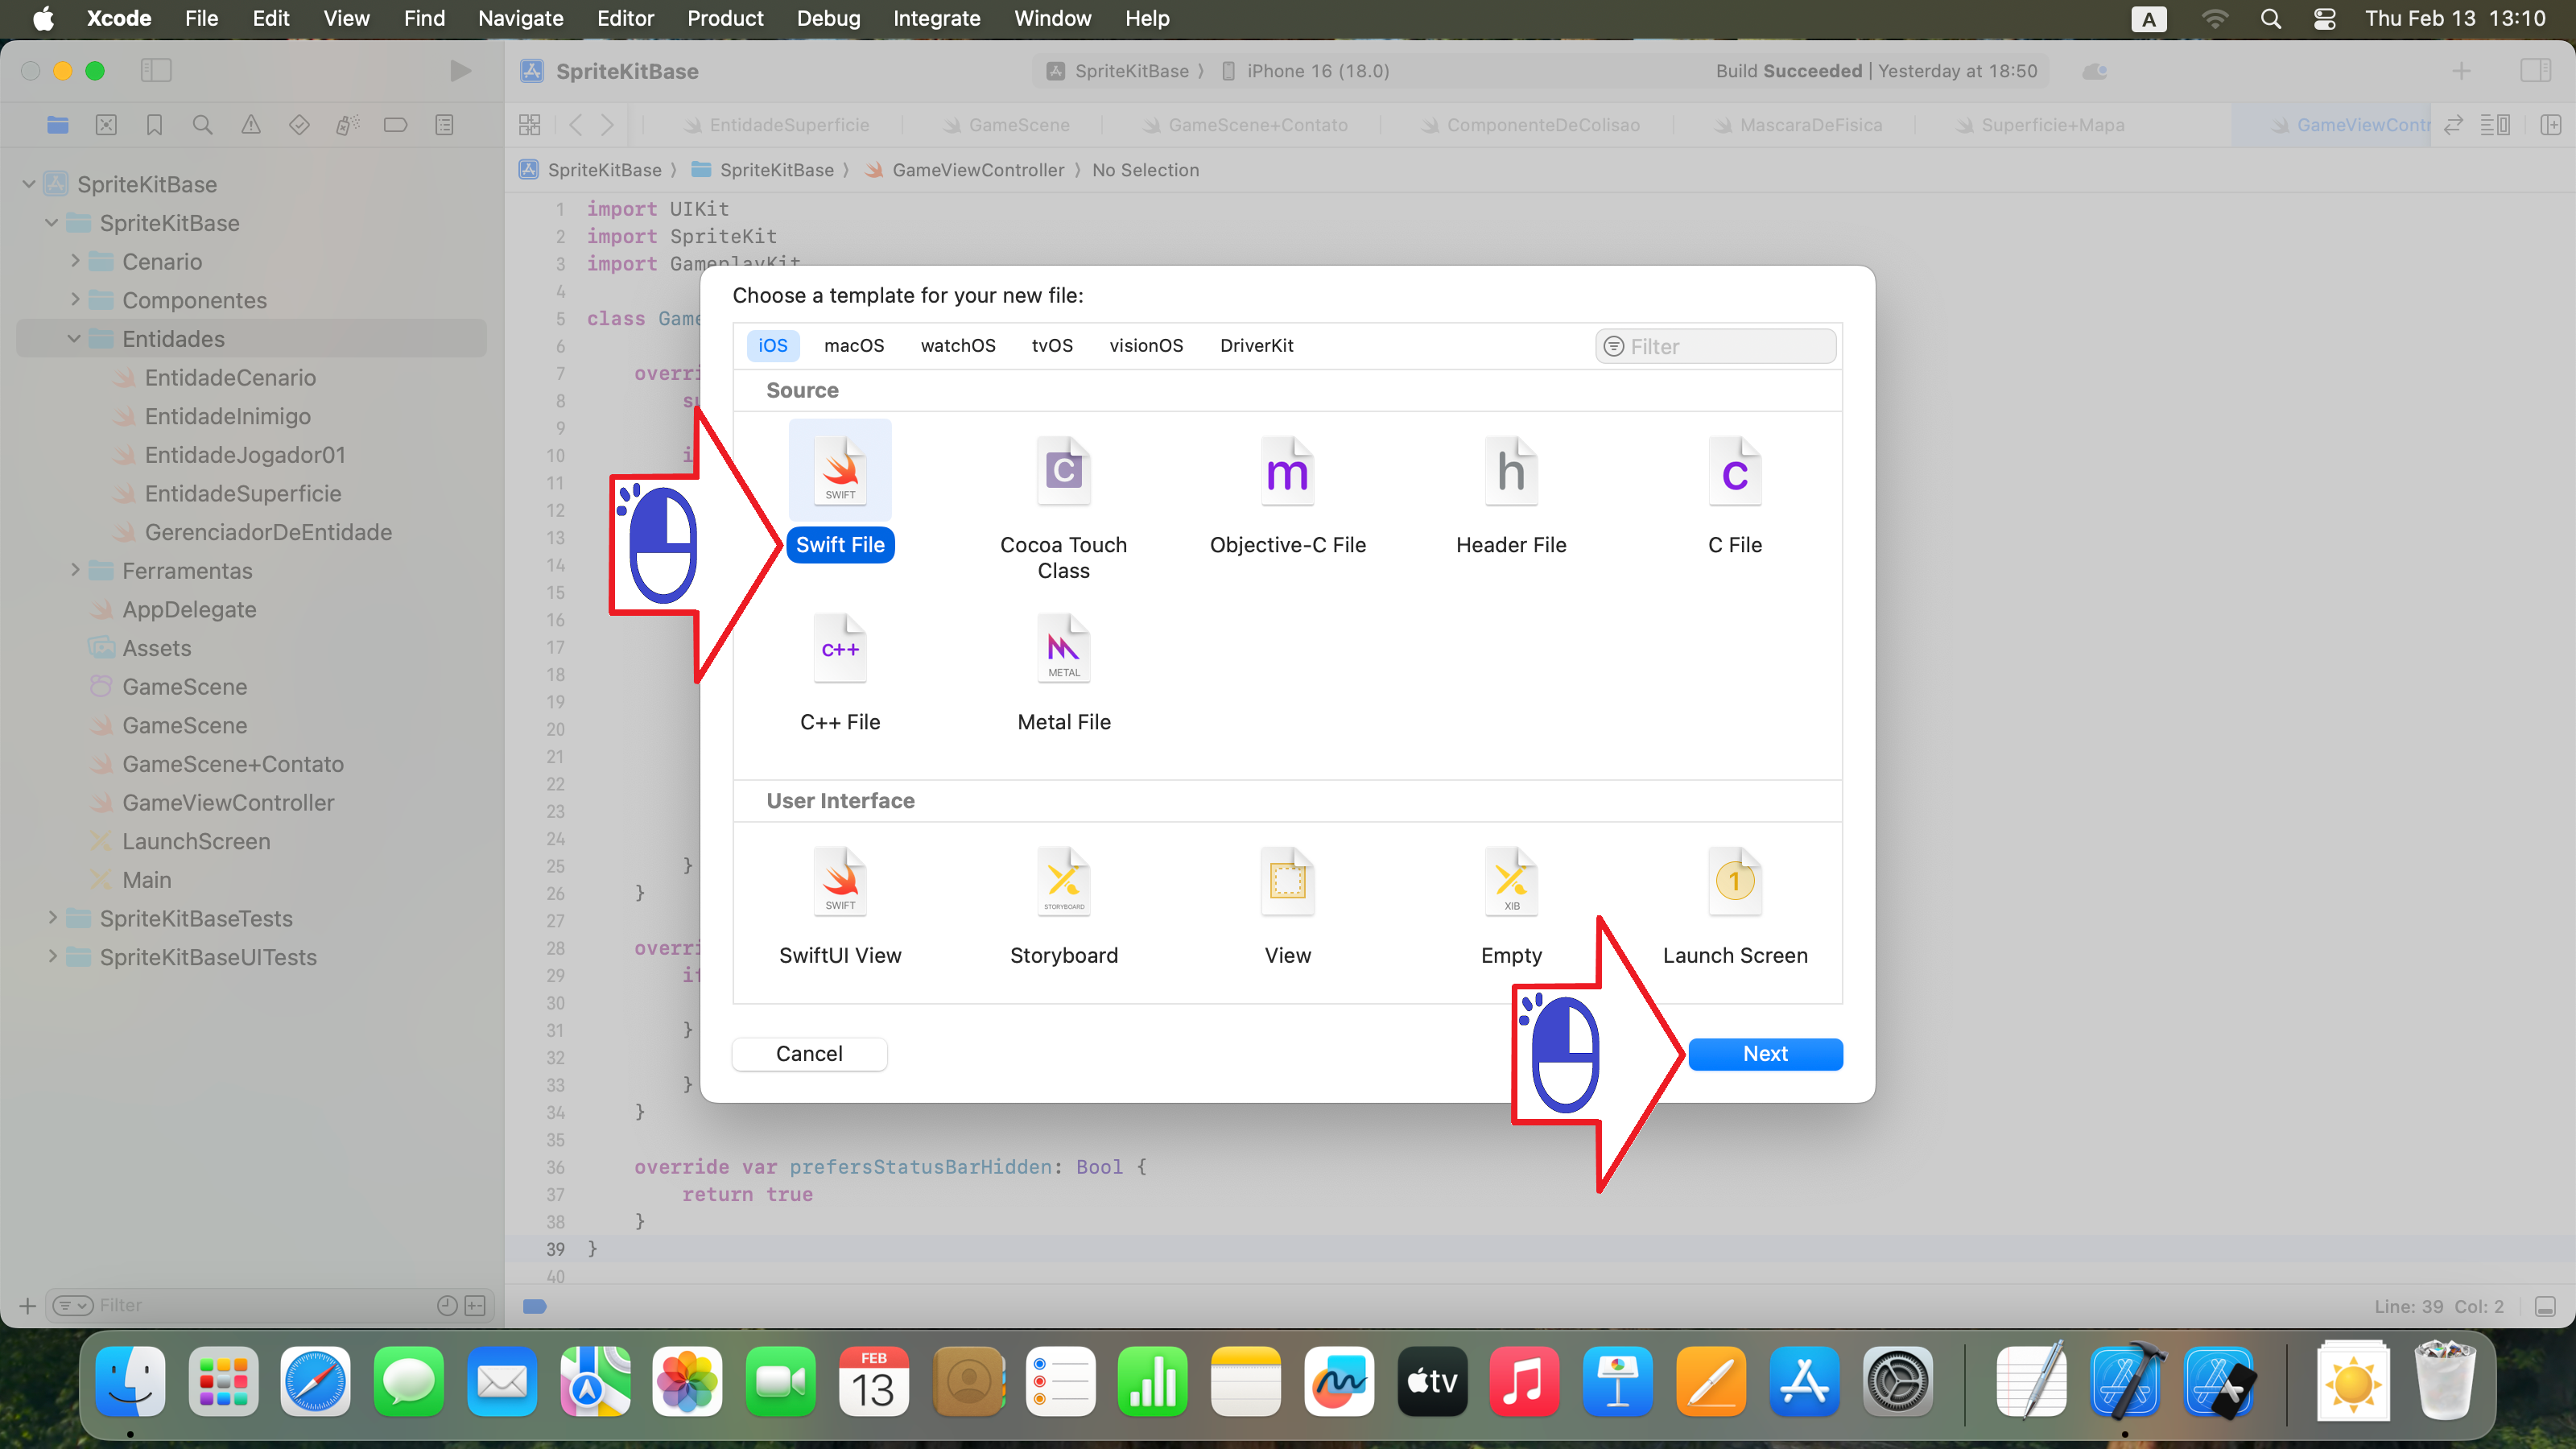 Xcode File Edit View Find Navigate Editor Product Debug Integrate Window Help A Thu Feb 13 13:10
SpriteKitBase SpriteKitBase iPhone 16 (18.0) Build Succeeded | Yesterday at 18:50
EntidadeSuperficie GameScene GameScene+Contato ComponenteDeColisao MascaraDeFisica Superficie+Mapa GameViewContr
SpriteKitBase SpriteKitBase GameViewController No Selection
SpriteKitBase
SpriteKitBase
Cenario
Componentes
Entidades
EntidadeCenario
EntidadeInimigo
EntidadeJogador01
EntidadeSuperficie
GerenciadorDeEntidade
Ferramentas
AppDelegate
Assets
GameScene
GameScene
GameScene+Contato
GameViewController
LaunchScreen
Main
SpriteKitBaseTests
SpriteKitBaseUITests
Filter
1 import UIKit
2 import SpriteKit
3 import GameplayKit
4
5 class Game
6
7 overri
8 su
9
10 i
11
12
13
14
15
16
17
18
19
20
21
22
23
24
25 }
26 }
27
28 overri
29 if
30
31 }
32
33 }
34 }
35
36 override var prefersStatusBarHidden: Bool {
37 return true
38 }
39 }
40
Choose a template for your new file:
iOS macOS watchOS tvOS visionOS DriverKit Filter
Source
SWIFT C m h c
Swift File Cocoa Touch Class Objective-C File Header File C File
C++ METAL
C++ File Metal File
User Interface
SWIFT STORYBOARD XIB 1
SwiftUI View Storyboard View Empty Launch Screen
Cancel Next
Line: 39 Col: 2
FEB
13
tv